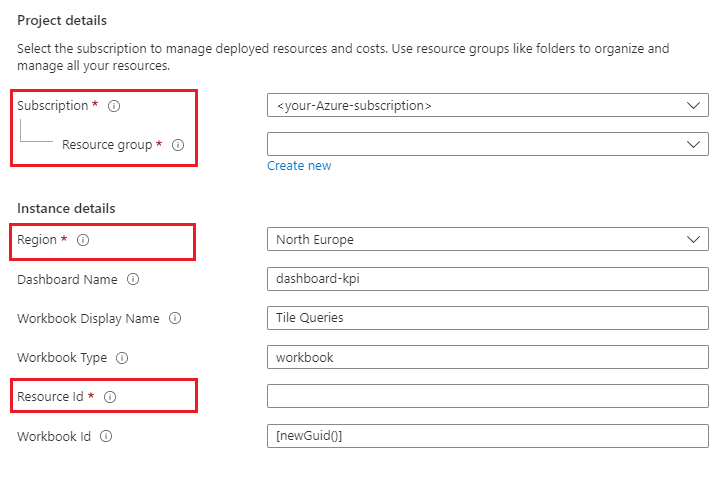 Project details
Select the subscription to manage deployed resources and costs. Use resource groups like folders to organize and
manage all your resources.
Subscription * <your-Azure-subscription>
Resource group *
Create new
Instance details
Region * North Europe
Dashboard Name dashboard-kpi
Workbook Display Name Tile Queries
Workbook Type workbook
Resource Id *
Workbook Id [newGuid()]